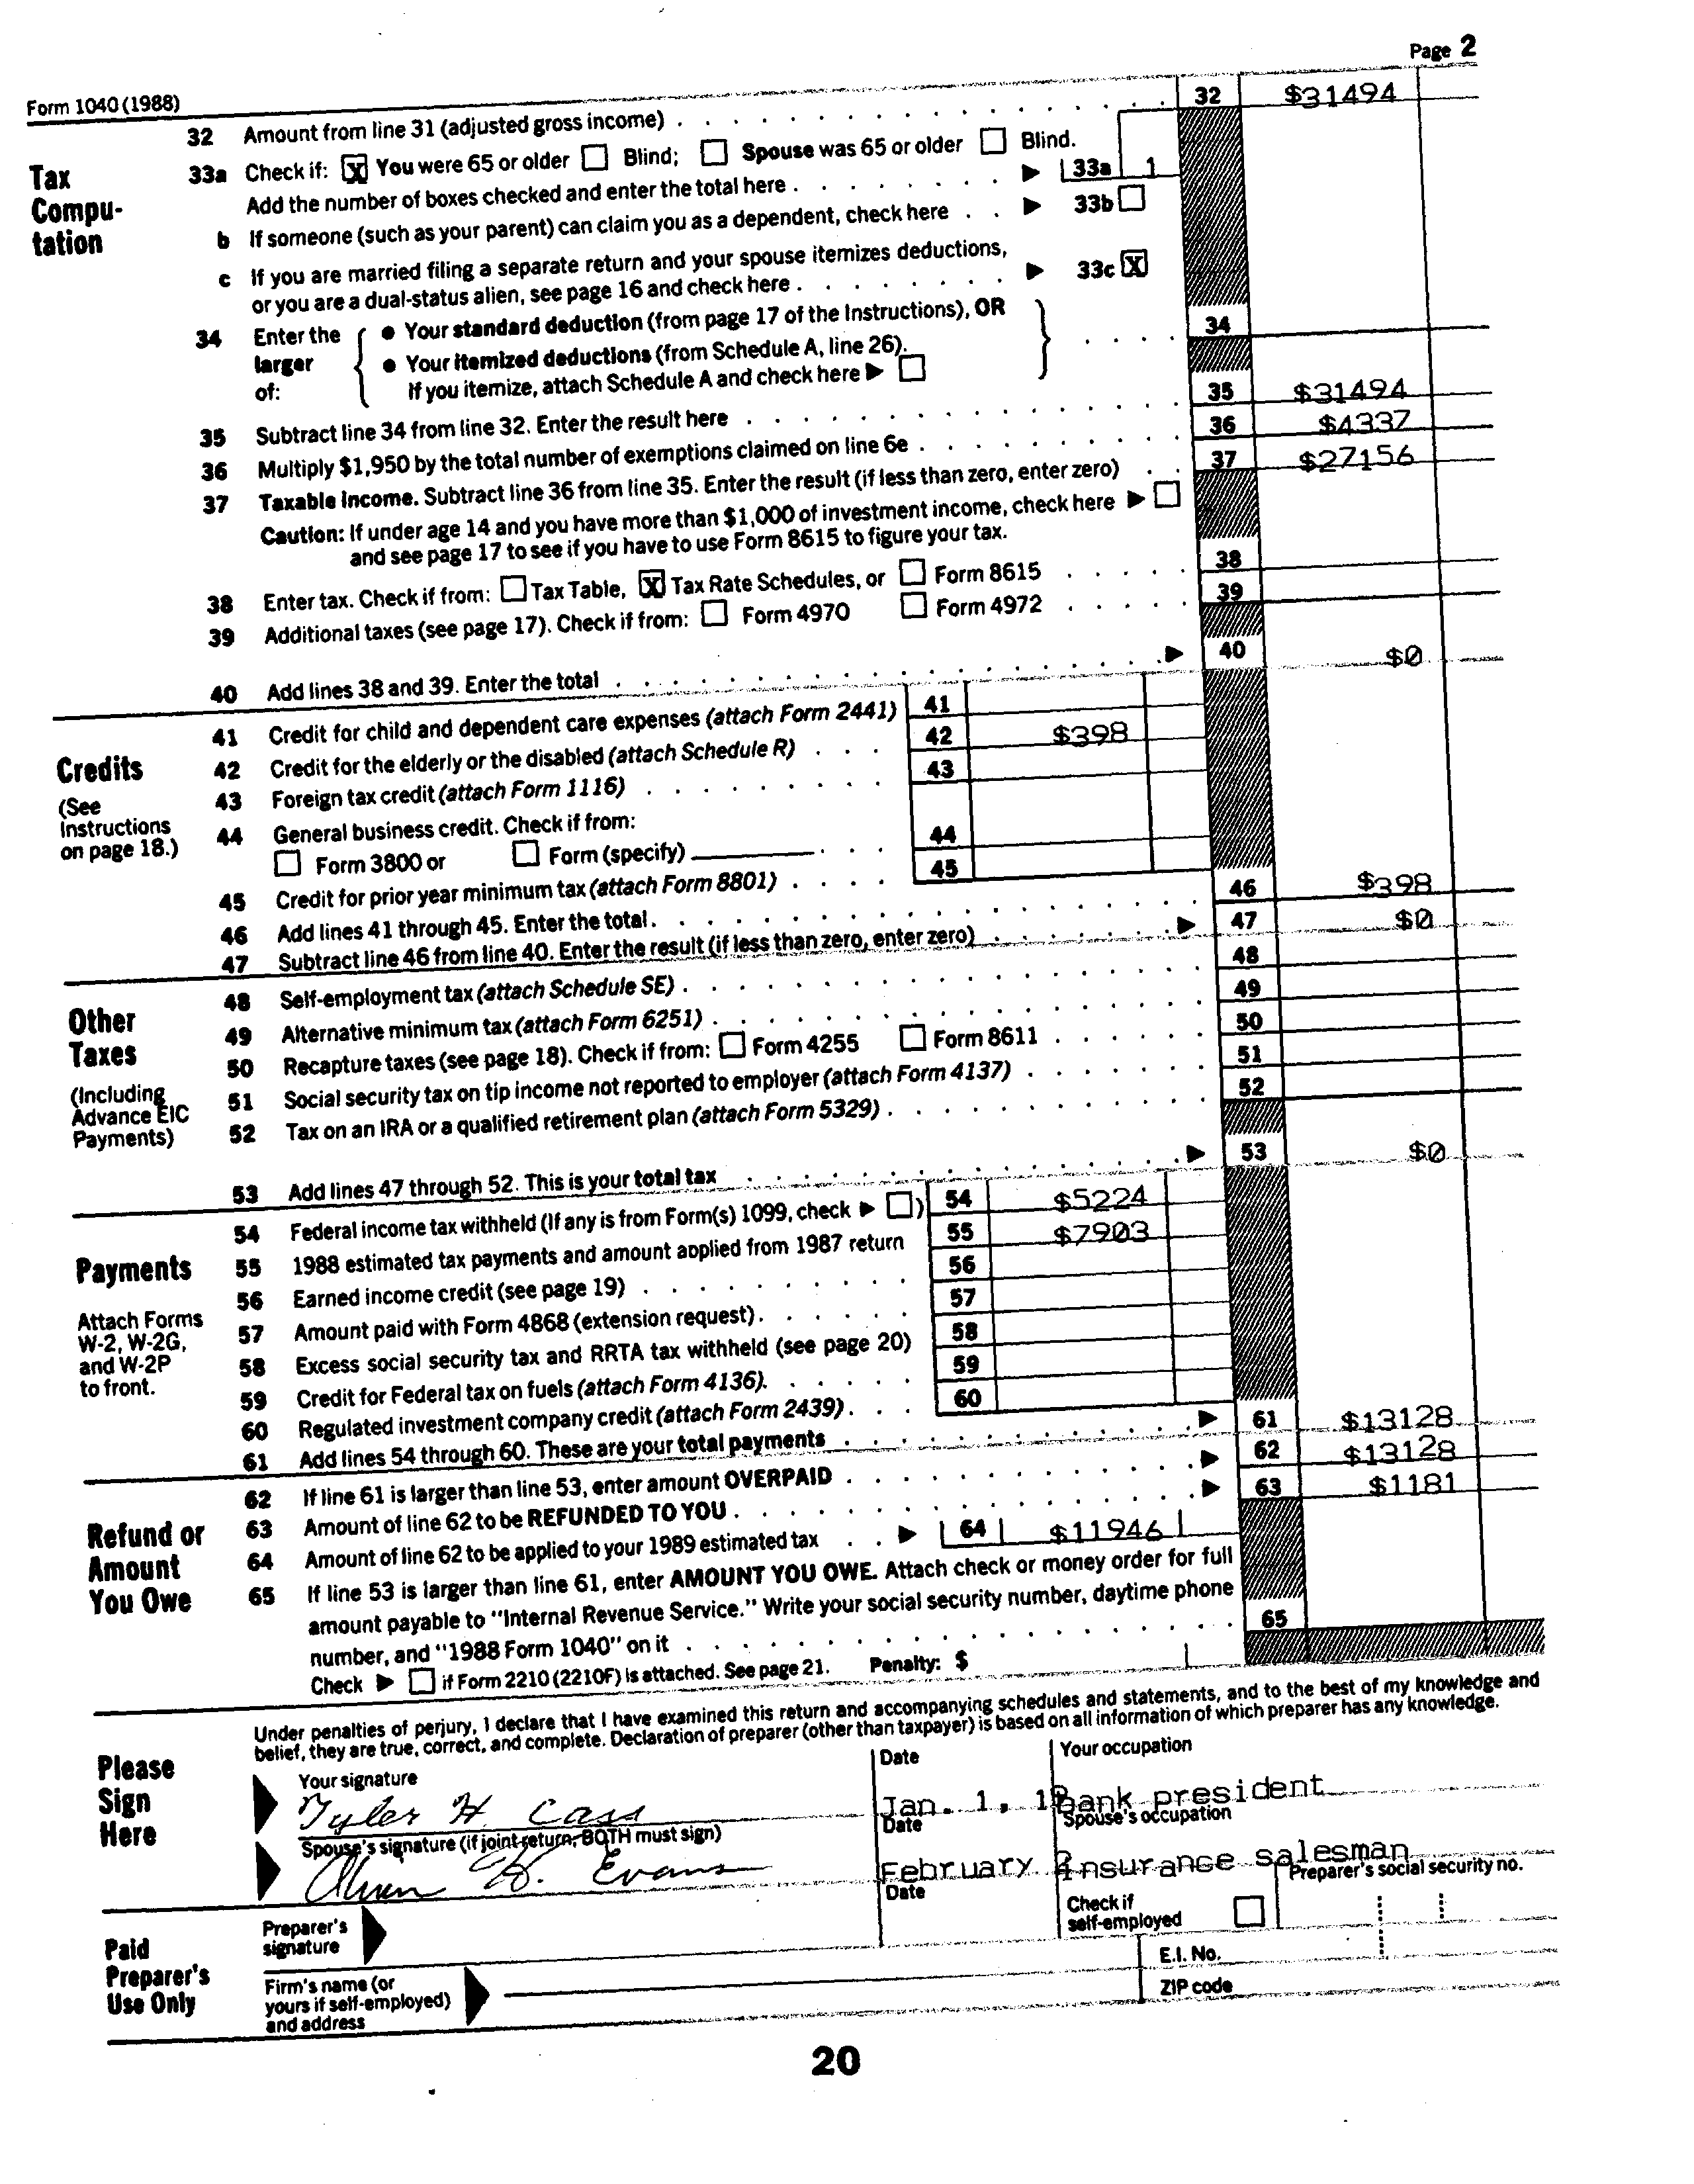 Page 2
Form 1040 (1988)
32 Amount from line 31 (adjusted gross income) 32 $31494
Tax Compu- tation
33a Check if: X You were 65 or older Blind; Spouse was 65 or older Blind.
Add the number of boxes checked and enter the total here 33a 1
b If someone (such as your parent) can claim you as a dependent, check here 33b
c If you are married filing a separate return and your spouse itemizes deductions,
or you are a dual-status alien, see page 16 and check here 33c X
34 Enter the larger of:
• Your standard deduction (from page 17 of the Instructions), OR 34
• Your itemized deductions (from Schedule A, line 26).
If you itemize, attach Schedule A and check here
35 Subtract line 34 from line 32. Enter the result here 35 $31494
36 Multiply $1,950 by the total number of exemptions claimed on line 6e 36 $4337
37 Taxable income. Subtract line 36 from line 35. Enter the result (if less than zero, enter zero) 37 $27156
Caution: If under age 14 and you have more than $1,000 of investment income, check here
and see page 17 to see if you have to use Form 8615 to figure your tax.
38 Enter tax. Check if from: Tax Table, X Tax Rate Schedules, or Form 8615 38
39 Additional taxes (see page 17). Check if from: Form 4970 Form 4972 39
40 Add lines 38 and 39. Enter the total 40 $0
Credits
(See Instructions on page 18.)
41 Credit for child and dependent care expenses (attach Form 2441) 41
42 Credit for the elderly or the disabled (attach Schedule R) 42 $398
43 Foreign tax credit (attach Form 1116) 43
44 General business credit. Check if from:
Form 3800 or Form (specify) 44
45 Credit for prior year minimum tax (attach Form 8801) 45
46 Add lines 41 through 45. Enter the total 46 $398
47 Subtract line 46 from line 40. Enter the result (if less than zero, enter zero) 47 $0
Other Taxes
(Including Advance EIC Payments)
48 Self-employment tax (attach Schedule SE) 48
49 Alternative minimum tax (attach Form 6251) 49
50 Recapture taxes (see page 18). Check if from: Form 4255 Form 8611 50
51 Social security tax on tip income not reported to employer (attach Form 4137) 51
52 Tax on an IRA or a qualified retirement plan (attach Form 5329) 52
53 Add lines 47 through 52. This is your total tax 53 $0
Payments
Attach Forms W-2, W-2G, and W-2P to front.
54 Federal income tax withheld (If any is from Form(s) 1099, check ) 54 $5224
55 1988 estimated tax payments and amount applied from 1987 return 55 $7903
56 Earned income credit (see page 19) 56
57 Amount paid with Form 4868 (extension request) 57
58 Excess social security tax and RRTA tax withheld (see page 20) 58
59 Credit for Federal tax on fuels (attach Form 4136) 59
60 Regulated investment company credit (attach Form 2439) 60
61 Add lines 54 through 60. These are your total payments 61 $13128
Refund or Amount You Owe
62 If line 61 is larger than line 53, enter amount OVERPAID 62 $13128
63 Amount of line 62 to be REFUNDED TO YOU 63 $1181
64 Amount of line 62 to be applied to your 1989 estimated tax 64 $11946
65 If line 53 is larger than line 61, enter AMOUNT YOU OWE. Attach check or money order for full
amount payable to "Internal Revenue Service." Write your social security number, daytime phone
number, and "1988 Form 1040" on it 65
Check if Form 2210 (2210F) is attached. See page 21. Penalty: $
Please Sign Here
Under penalties of perjury, I declare that I have examined this return and accompanying schedules and statements, and to the best of my knowledge and
belief, they are true, correct, and complete. Declaration of preparer (other than taxpayer) is based on all information of which preparer has any knowledge.
Your signature Date Your occupation
Tyler H. Cass Jan. 1, bank president
Spouse's signature (if joint return, BOTH must sign) Date Spouse's occupation
H. Evans February insurance salesman
Paid Preparer's Use Only
Preparer's signature Date Check if self-employed Preparer's social security no.
Firm's name (or yours if self-employed) and address E.I. No.
ZIP code
20